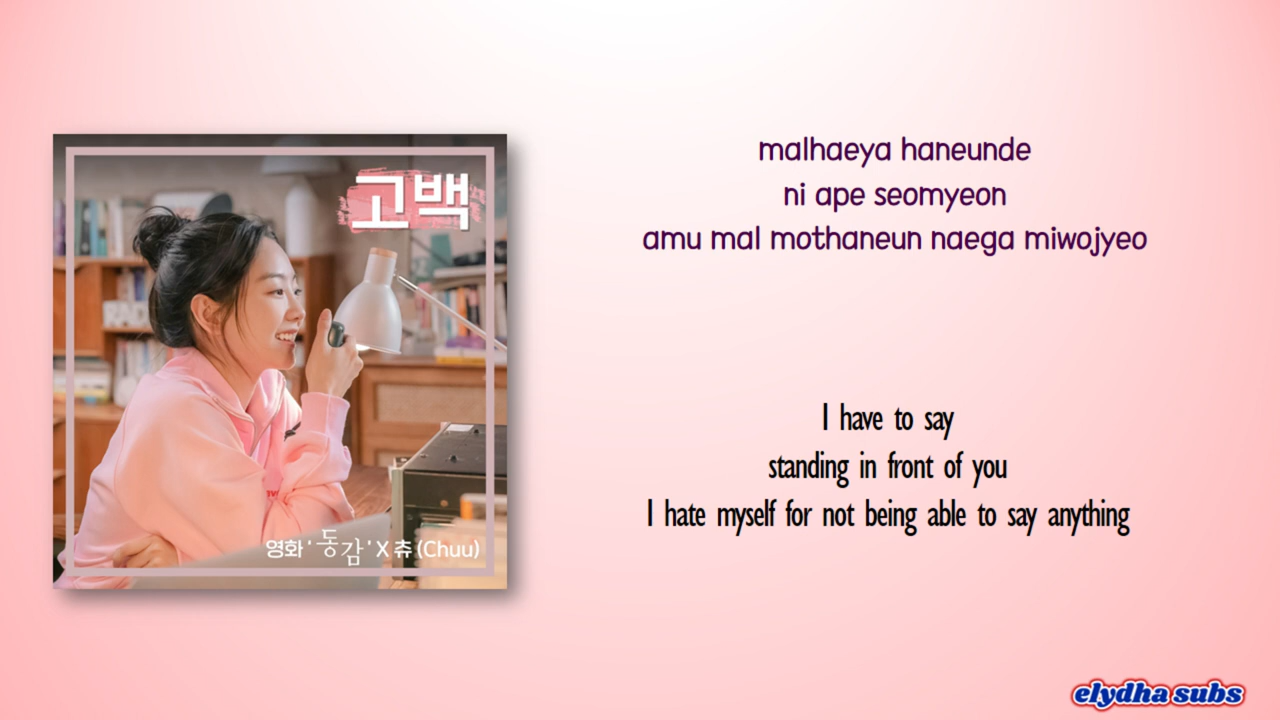 고백
영화 '동감' X 츄 (Chuu)
malhaeya haneunde
ni ape seomyeon
amu mal mothaneun naega miwojyeo
I have to say
standing in front of you
I hate myself for not being able to say anything
elydha subs